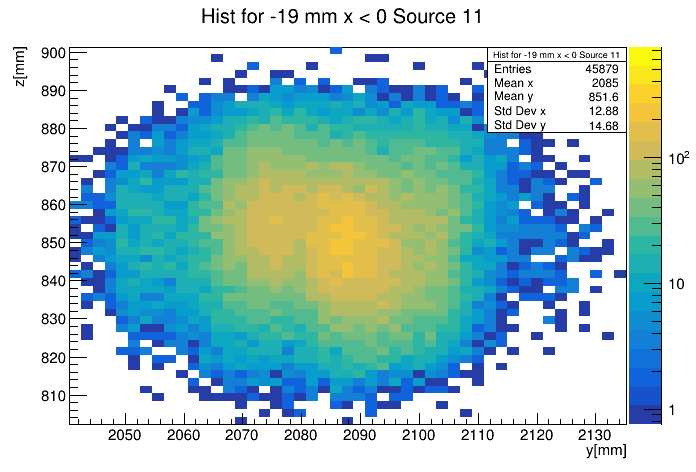 Hist for -19 mm x < 0 Source 11
z[mm]
900
890
880
870
860
850
840
830
820
810
Hist for -19 mm x < 0 Source 11
Entries 45879
Mean x 2085
Mean y 851.6
Std Dev x 12.88
Std Dev y 14.68
10²
10
1
2050 2060 2070 2080 2090 2100 2110 2120 2130
y[mm]